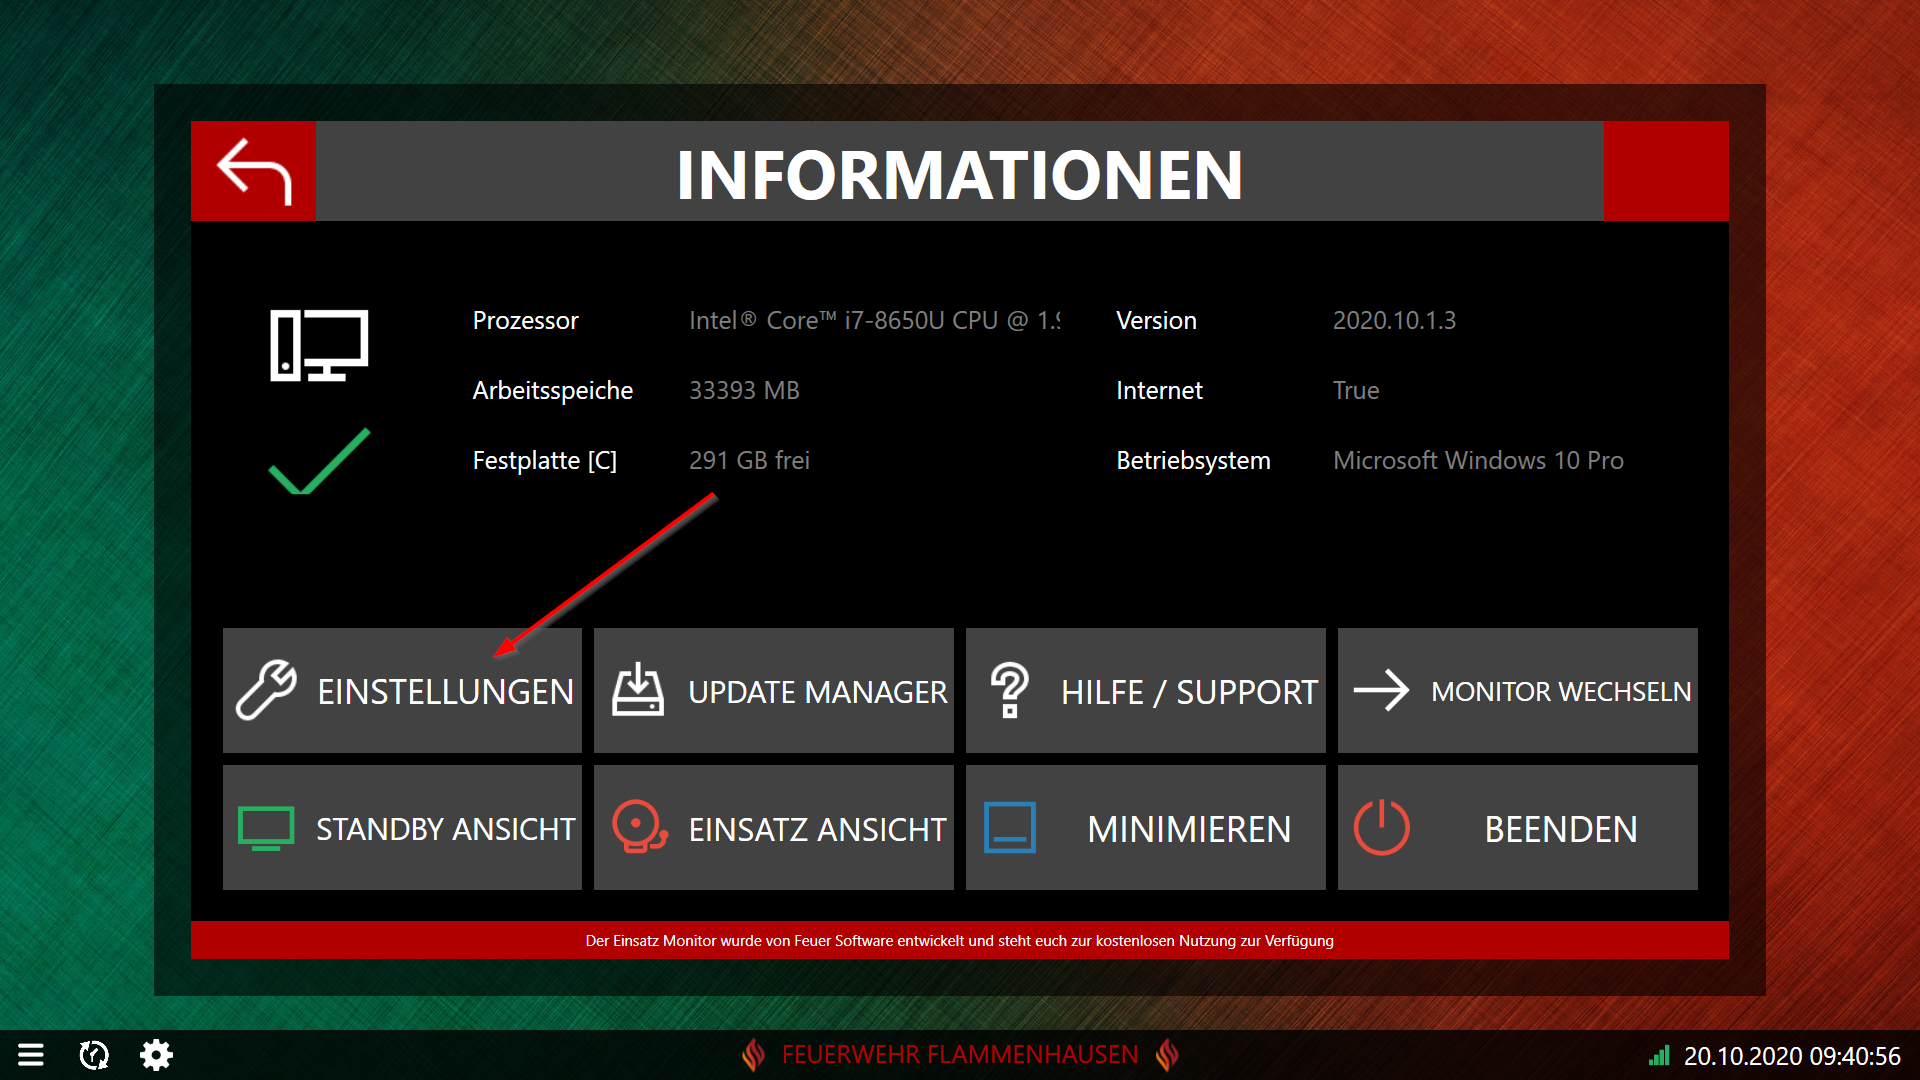 INFORMATIONEN
Prozessor Intel® Core™ i7-8650U CPU @ 1.9 Version 2020.10.1.3
Arbeitsspeiche 33393 MB Internet True
Festplatte [C] 291 GB frei Betriebsystem Microsoft Windows 10 Pro
EINSTELLUNGEN UPDATE MANAGER HILFE / SUPPORT MONITOR WECHSELN
STANDBY ANSICHT EINSATZ ANSICHT MINIMIEREN BEENDEN
Der Einsatz Monitor wurde von Feuer Software entwickelt und steht euch zur kostenlosen Nutzung zur Verfügung
FEUERWEHR FLAMMENHAUSEN 20.10.2020 09:40:56